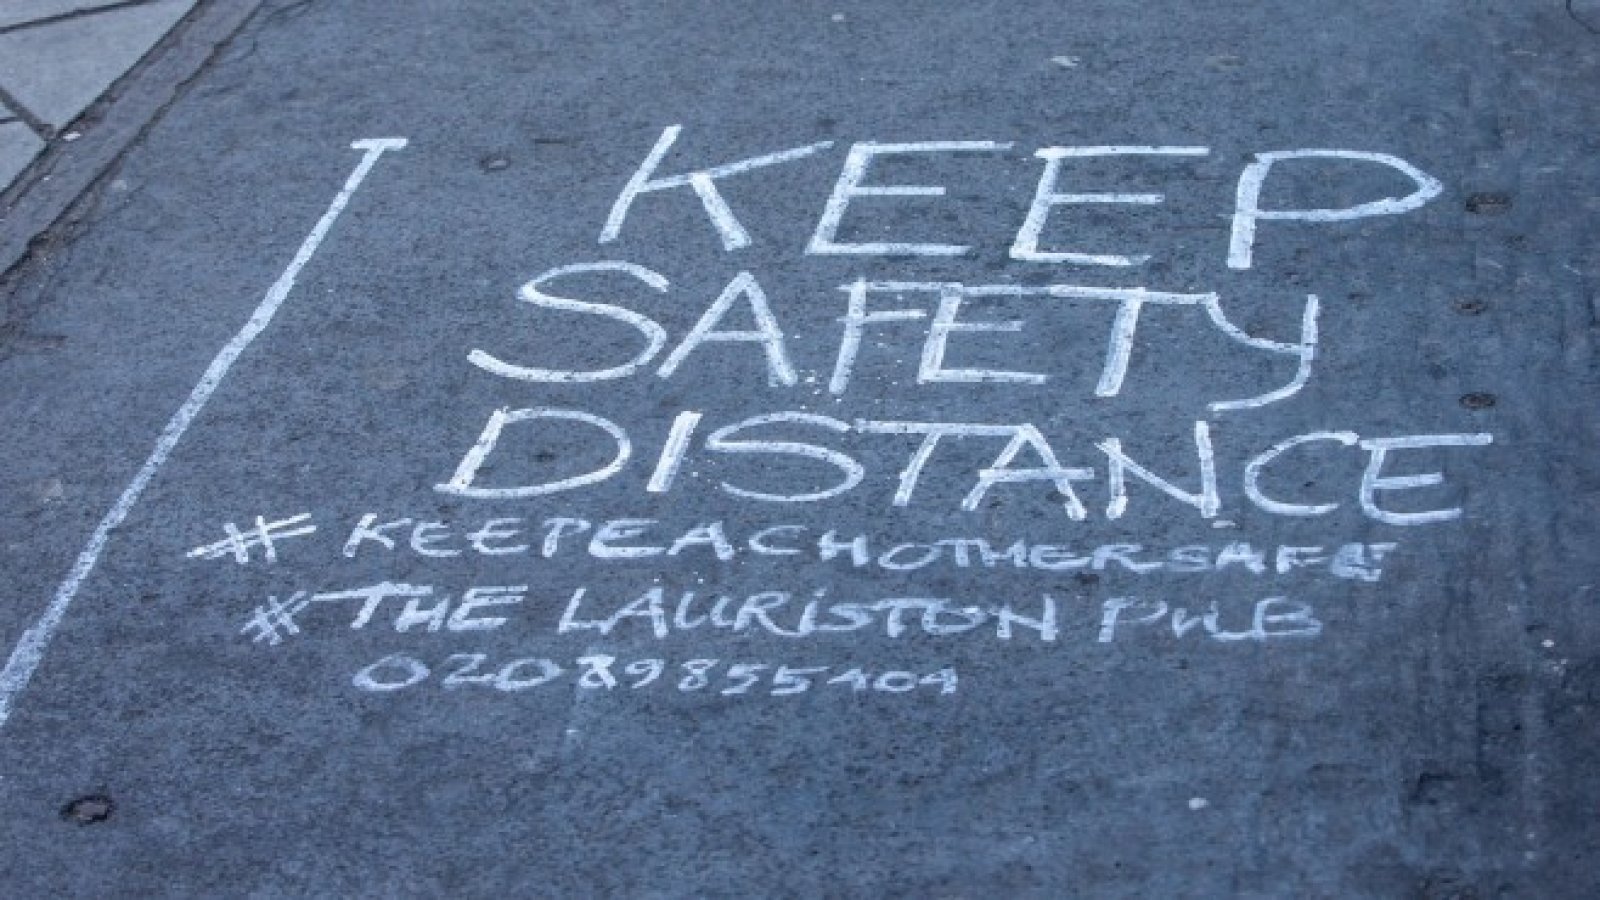 KEEP
SAFETY
DISTANCE
#KEEPEACHOTHERSAFE
#THE LAURiSTON PUB
02089855404